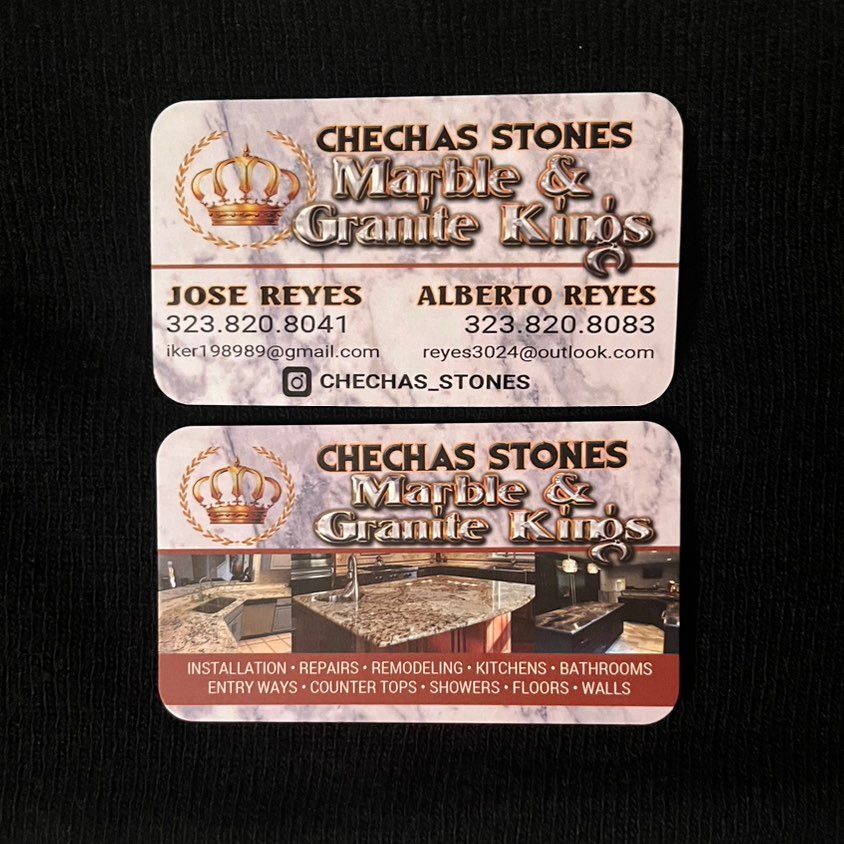 CHECHAS STONES
Marble &
Granite Kings
JOSE REYES ALBERTO REYES
323.820.8041 323.820.8083
iker198989@gmail.com reyes3024@outlook.com
CHECHAS_STONES
CHECHAS STONES
Marble &
Granite Kings
INSTALLATION • REPAIRS • REMODELING • KITCHENS • BATHROOMS
ENTRY WAYS • COUNTER TOPS • SHOWERS • FLOORS • WALLS